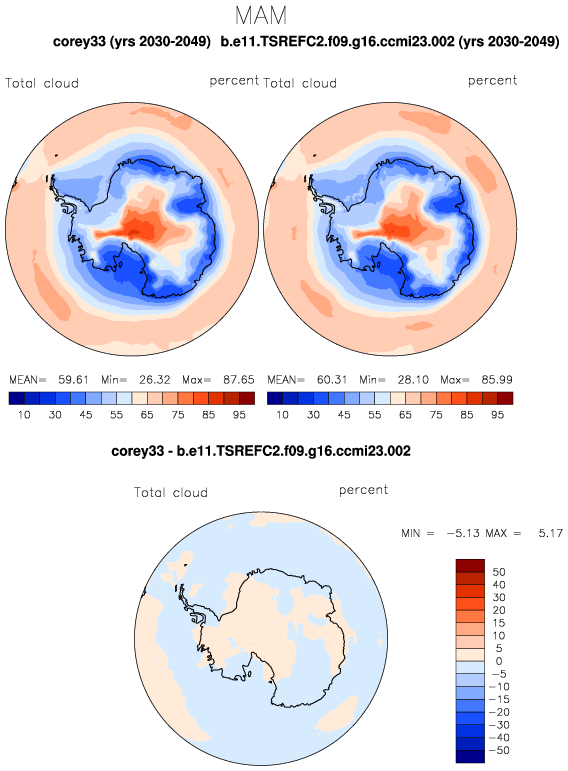 MAM
corey33 (yrs 2030-2049) b.e11.TSREFC2.f09.g16.ccmi23.002 (yrs 2030-2049)
Total cloud percent Total cloud percent
MEAN= 59.61 Min= 26.32 Max= 87.65 MEAN= 60.31 Min= 28.10 Max= 85.99
10 30 45 55 65 75 85 95 10 30 45 55 65 75 85 95
corey33 - b.e11.TSREFC2.f09.g16.ccmi23.002
Total cloud percent
MIN = -5.13 MAX = 5.17
50
40
30
20
15
10
5
0
-5
-10
-15
-20
-30
-40
-50